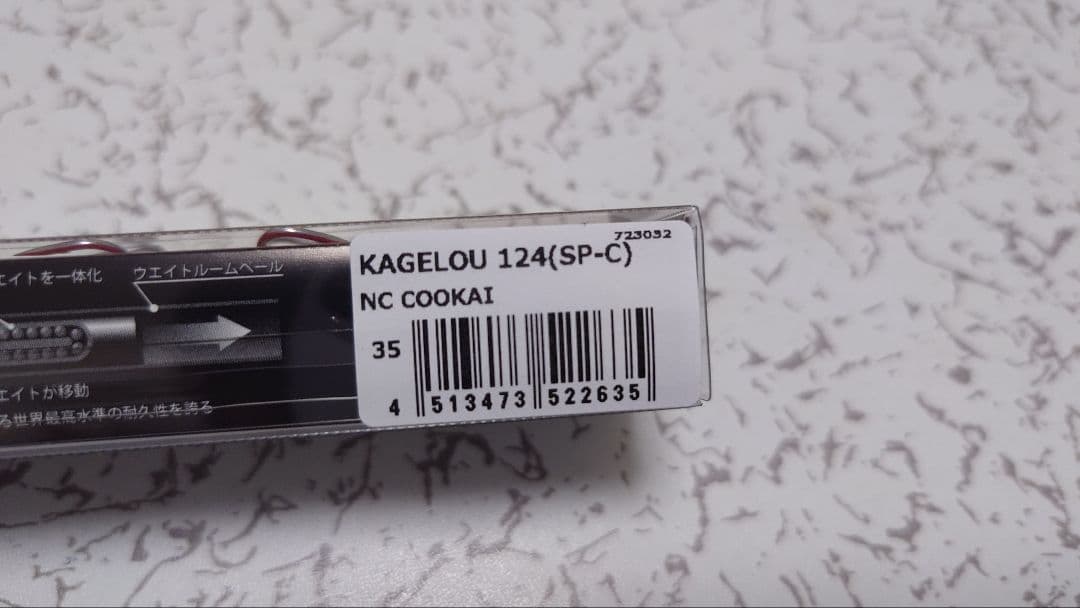 723032
KAGELOU 124(SP-C)
NC COOKAI
35
4 513473 522635
エイトを一体化
ウエイトルームベール
エイトが移動
る世界最高水準の耐久性を誇る